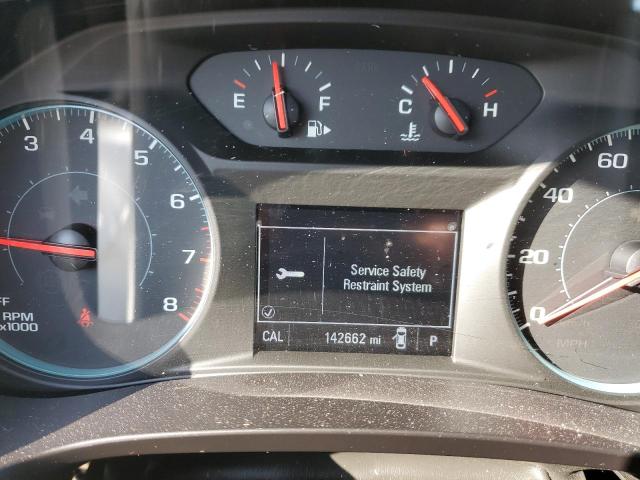 E F C H
3 4 5 6 7 8
FF
RPM
x1000
Service Safety
Restraint System
CAL 142662 mi P
60
40
20
0
MPH